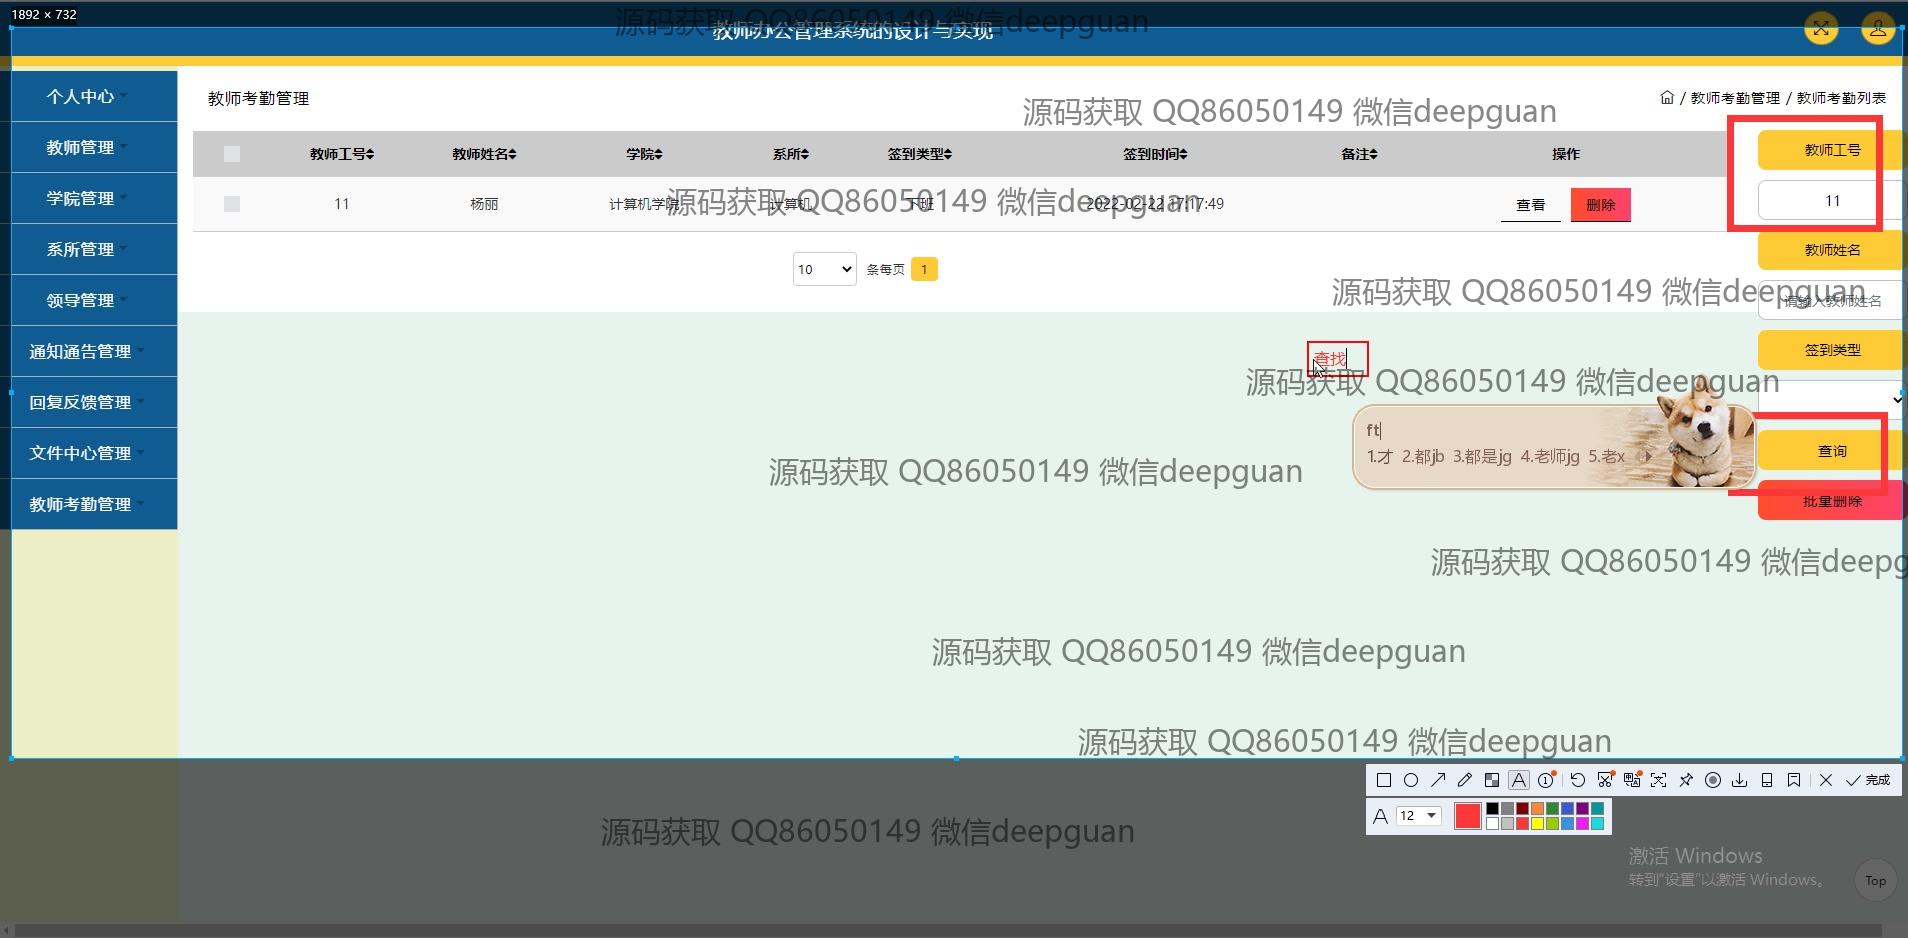 1892 × 732
源码获取 QQ86050149 微信deepguan
教师办公管理系统的设计与实现
个人中心
教师管理
学院管理
系所管理
领导管理
通知通告管理
回复反馈管理
文件中心管理
教师考勤管理
教师考勤管理
/ 教师考勤管理 / 教师考勤列表
源码获取 QQ86050149 微信deepguan
教师工号 教师姓名 学院 系所 签到类型 签到时间 备注 操作
11 杨丽 计算机学院 计算机 下班 2022-02-22 17:17:49 查看 删除
源码获取 QQ86050149 微信deepguan
10 条每页 1
教师工号
11
教师姓名
请输入教师姓名
签到类型
查询
批量删除
源码获取 QQ86050149 微信deepguan
查找
源码获取 QQ86050149 微信deepguan
ft
1.才 2.都jb 3.都是jg 4.老师jg 5.老x
源码获取 QQ86050149 微信deepguan
源码获取 QQ86050149 微信deepg
源码获取 QQ86050149 微信deepguan
源码获取 QQ86050149 微信deepguan
完成
A 12
源码获取 QQ86050149 微信deepguan
激活 Windows
转到“设置”以激活 Windows。
Top